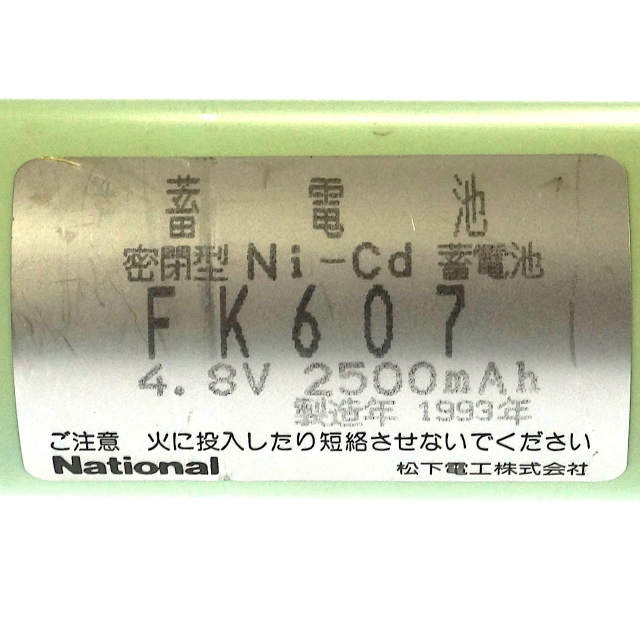 蓄電池
密閉型 Ni-Cd 蓄電池
FK607
4.8V 2500mAh
製造年 1993年
ご注意 火に投入したり短絡させないでください
National 松下電工株式会社